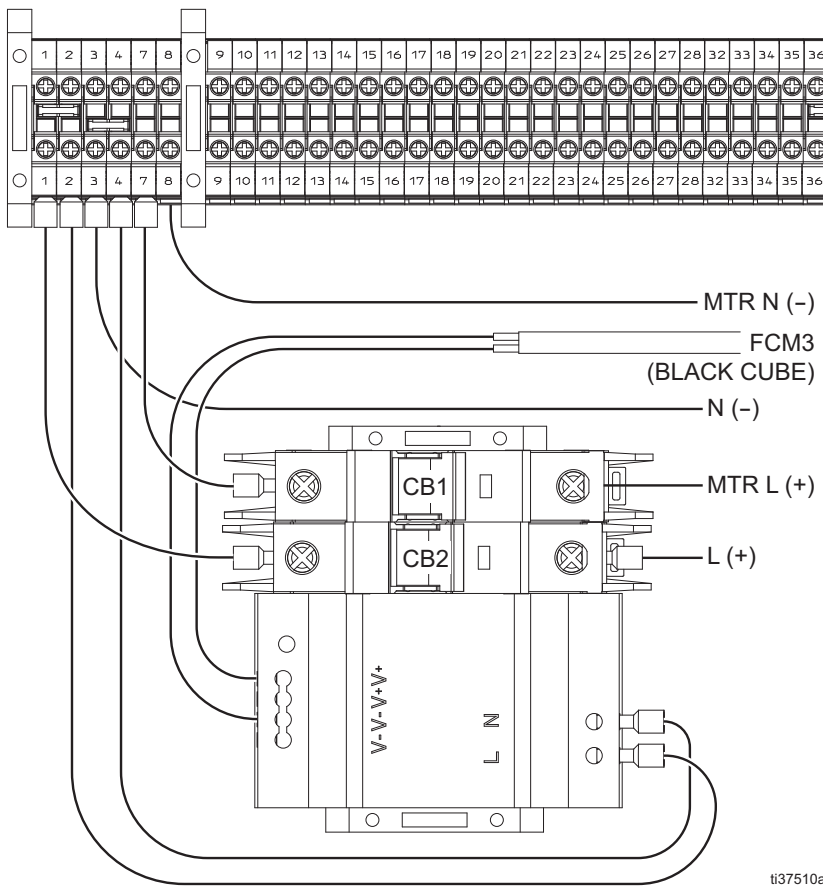 1 2 3 4 7 8 9 10 11 12 13 14 15 16 17 18 19 20 21 22 23 24 25 26 27 28 32 33 34 35 36
1 2 3 4 7 8 9 10 11 12 13 14 15 16 17 18 19 20 21 22 23 24 25 26 27 28 32 33 34 35 36
MTR N (–)
FCM3
(BLACK CUBE)
N (–)
CB1
MTR L (+)
CB2
L (+)
V- V- V+ V+
L N
ti37510a